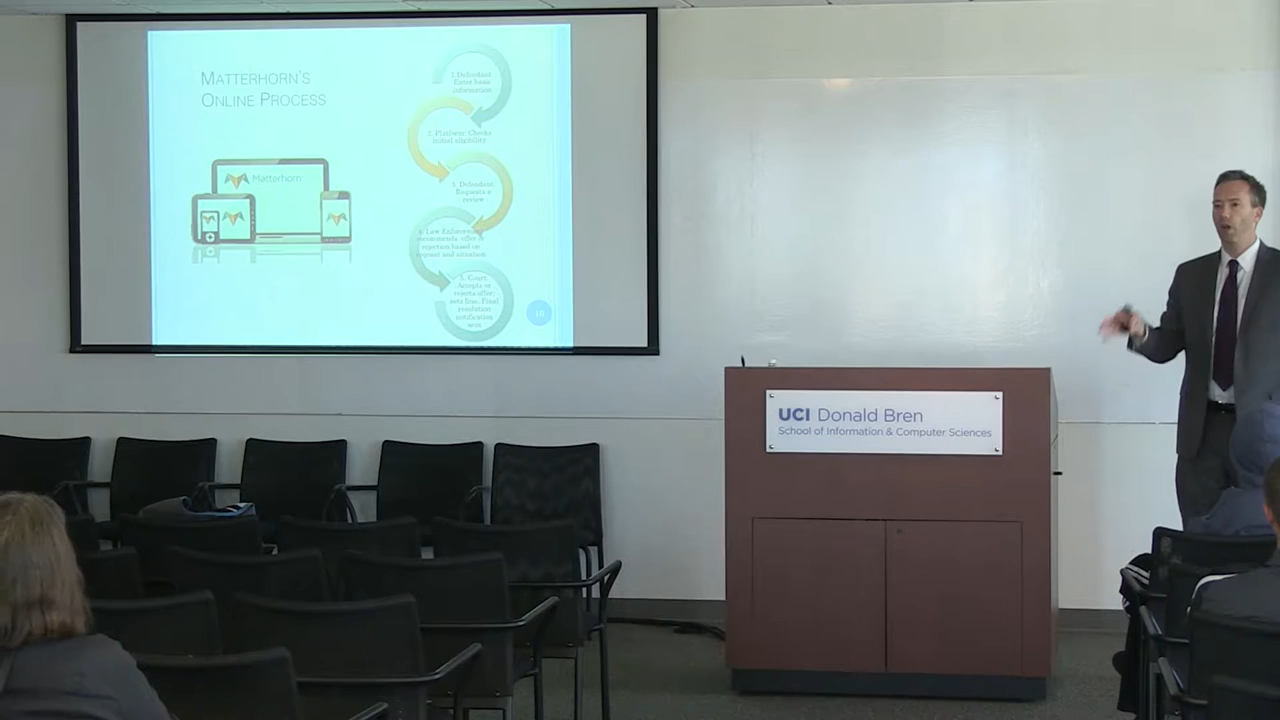 MATTERHORN'S
ONLINE PROCESS
Matterhorn
1 Defendant
Enter basic
information
2. Platform Checks
initial eligibility
3. Defendant
Requests a
review
4. Law Enforcement
recommends offer or
rejection based on
request and situation
5. Court
Accepts or
rejects offer;
sets fine. Final
resolution
notification
sent
10
UCI Donald Bren
School of Information & Computer Sciences